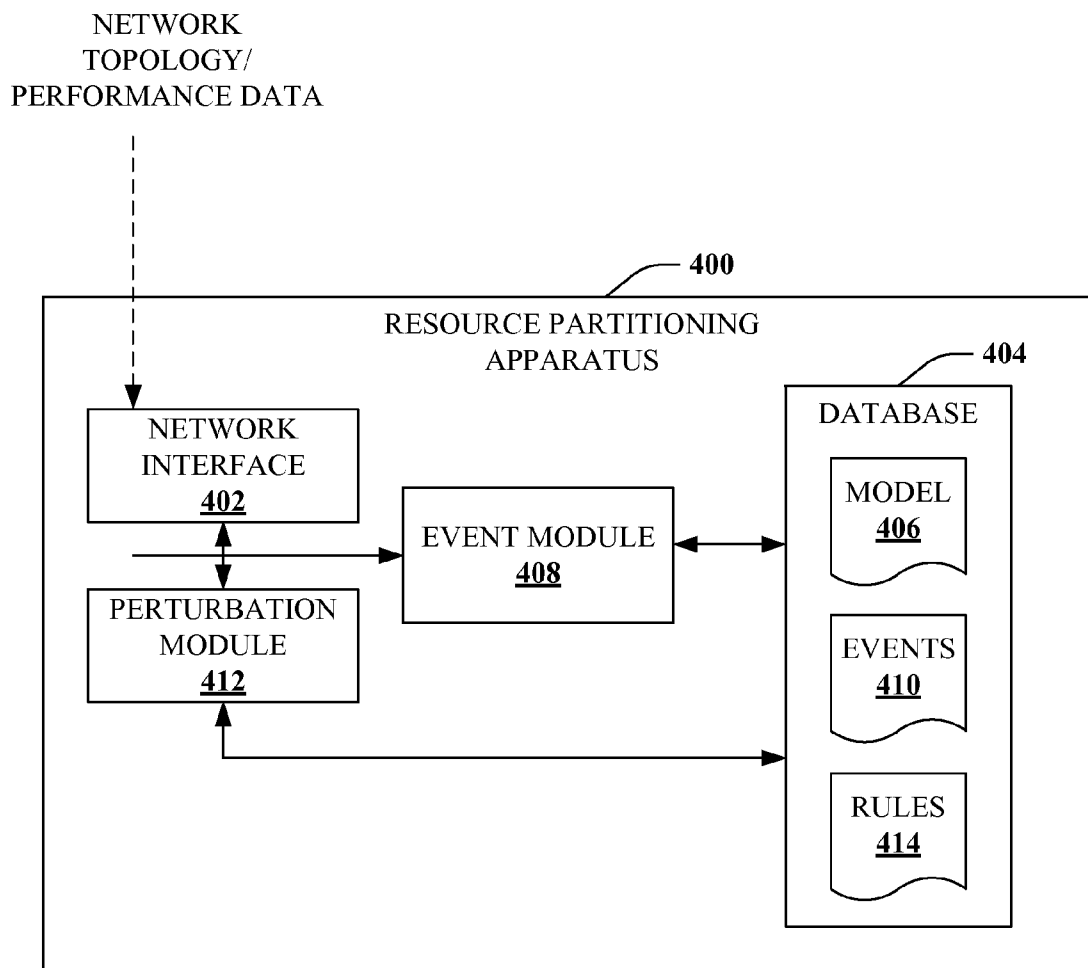 NETWORK
TOPOLOGY/
PERFORMANCE DATA
400
RESOURCE PARTITIONING
APPARATUS
404
NETWORK
INTERFACE
402
DATABASE
MODEL
406
EVENT MODULE
408
PERTURBATION
MODULE
412
EVENTS
410
RULES
414